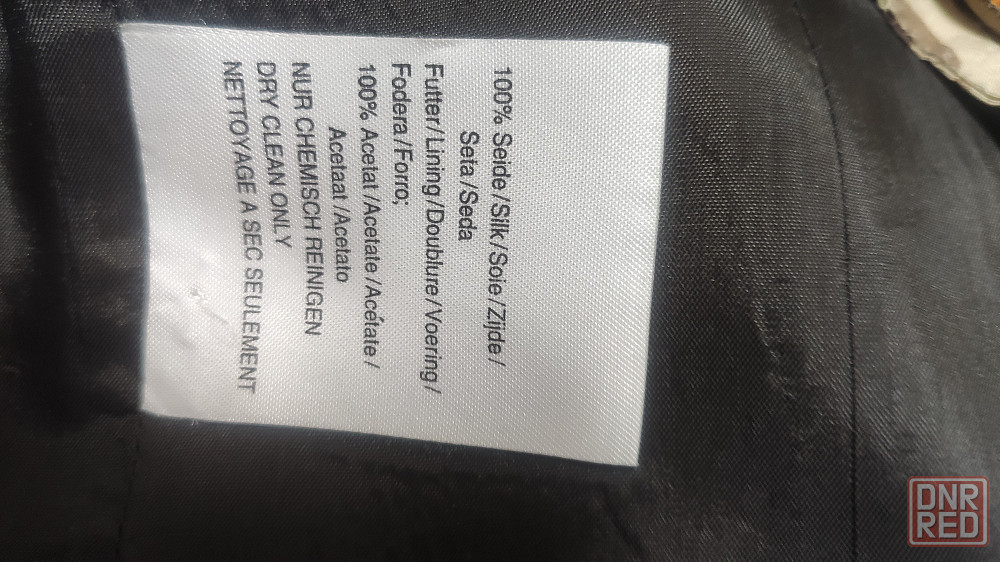 100% Seide/Silk/Soie/Zijde/
Seta/Seda
Futter/Lining/Doublure/Voering/
Fodera/Forro;
100% Acetat/Acetate/Acétate/
Acetaat/Acetato
NUR CHEMISCH REINIGEN
DRY CLEAN ONLY
NETTOYAGE A SEC SEULEMENT
DNR
RED